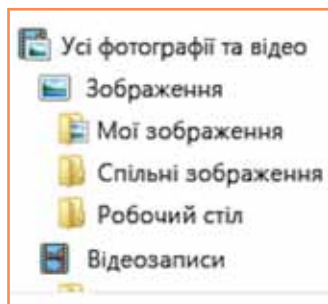 Усі фотографії та відео
Зображення
Мої зображення
Спільні зображення
Робочий стіл
Відеозаписи